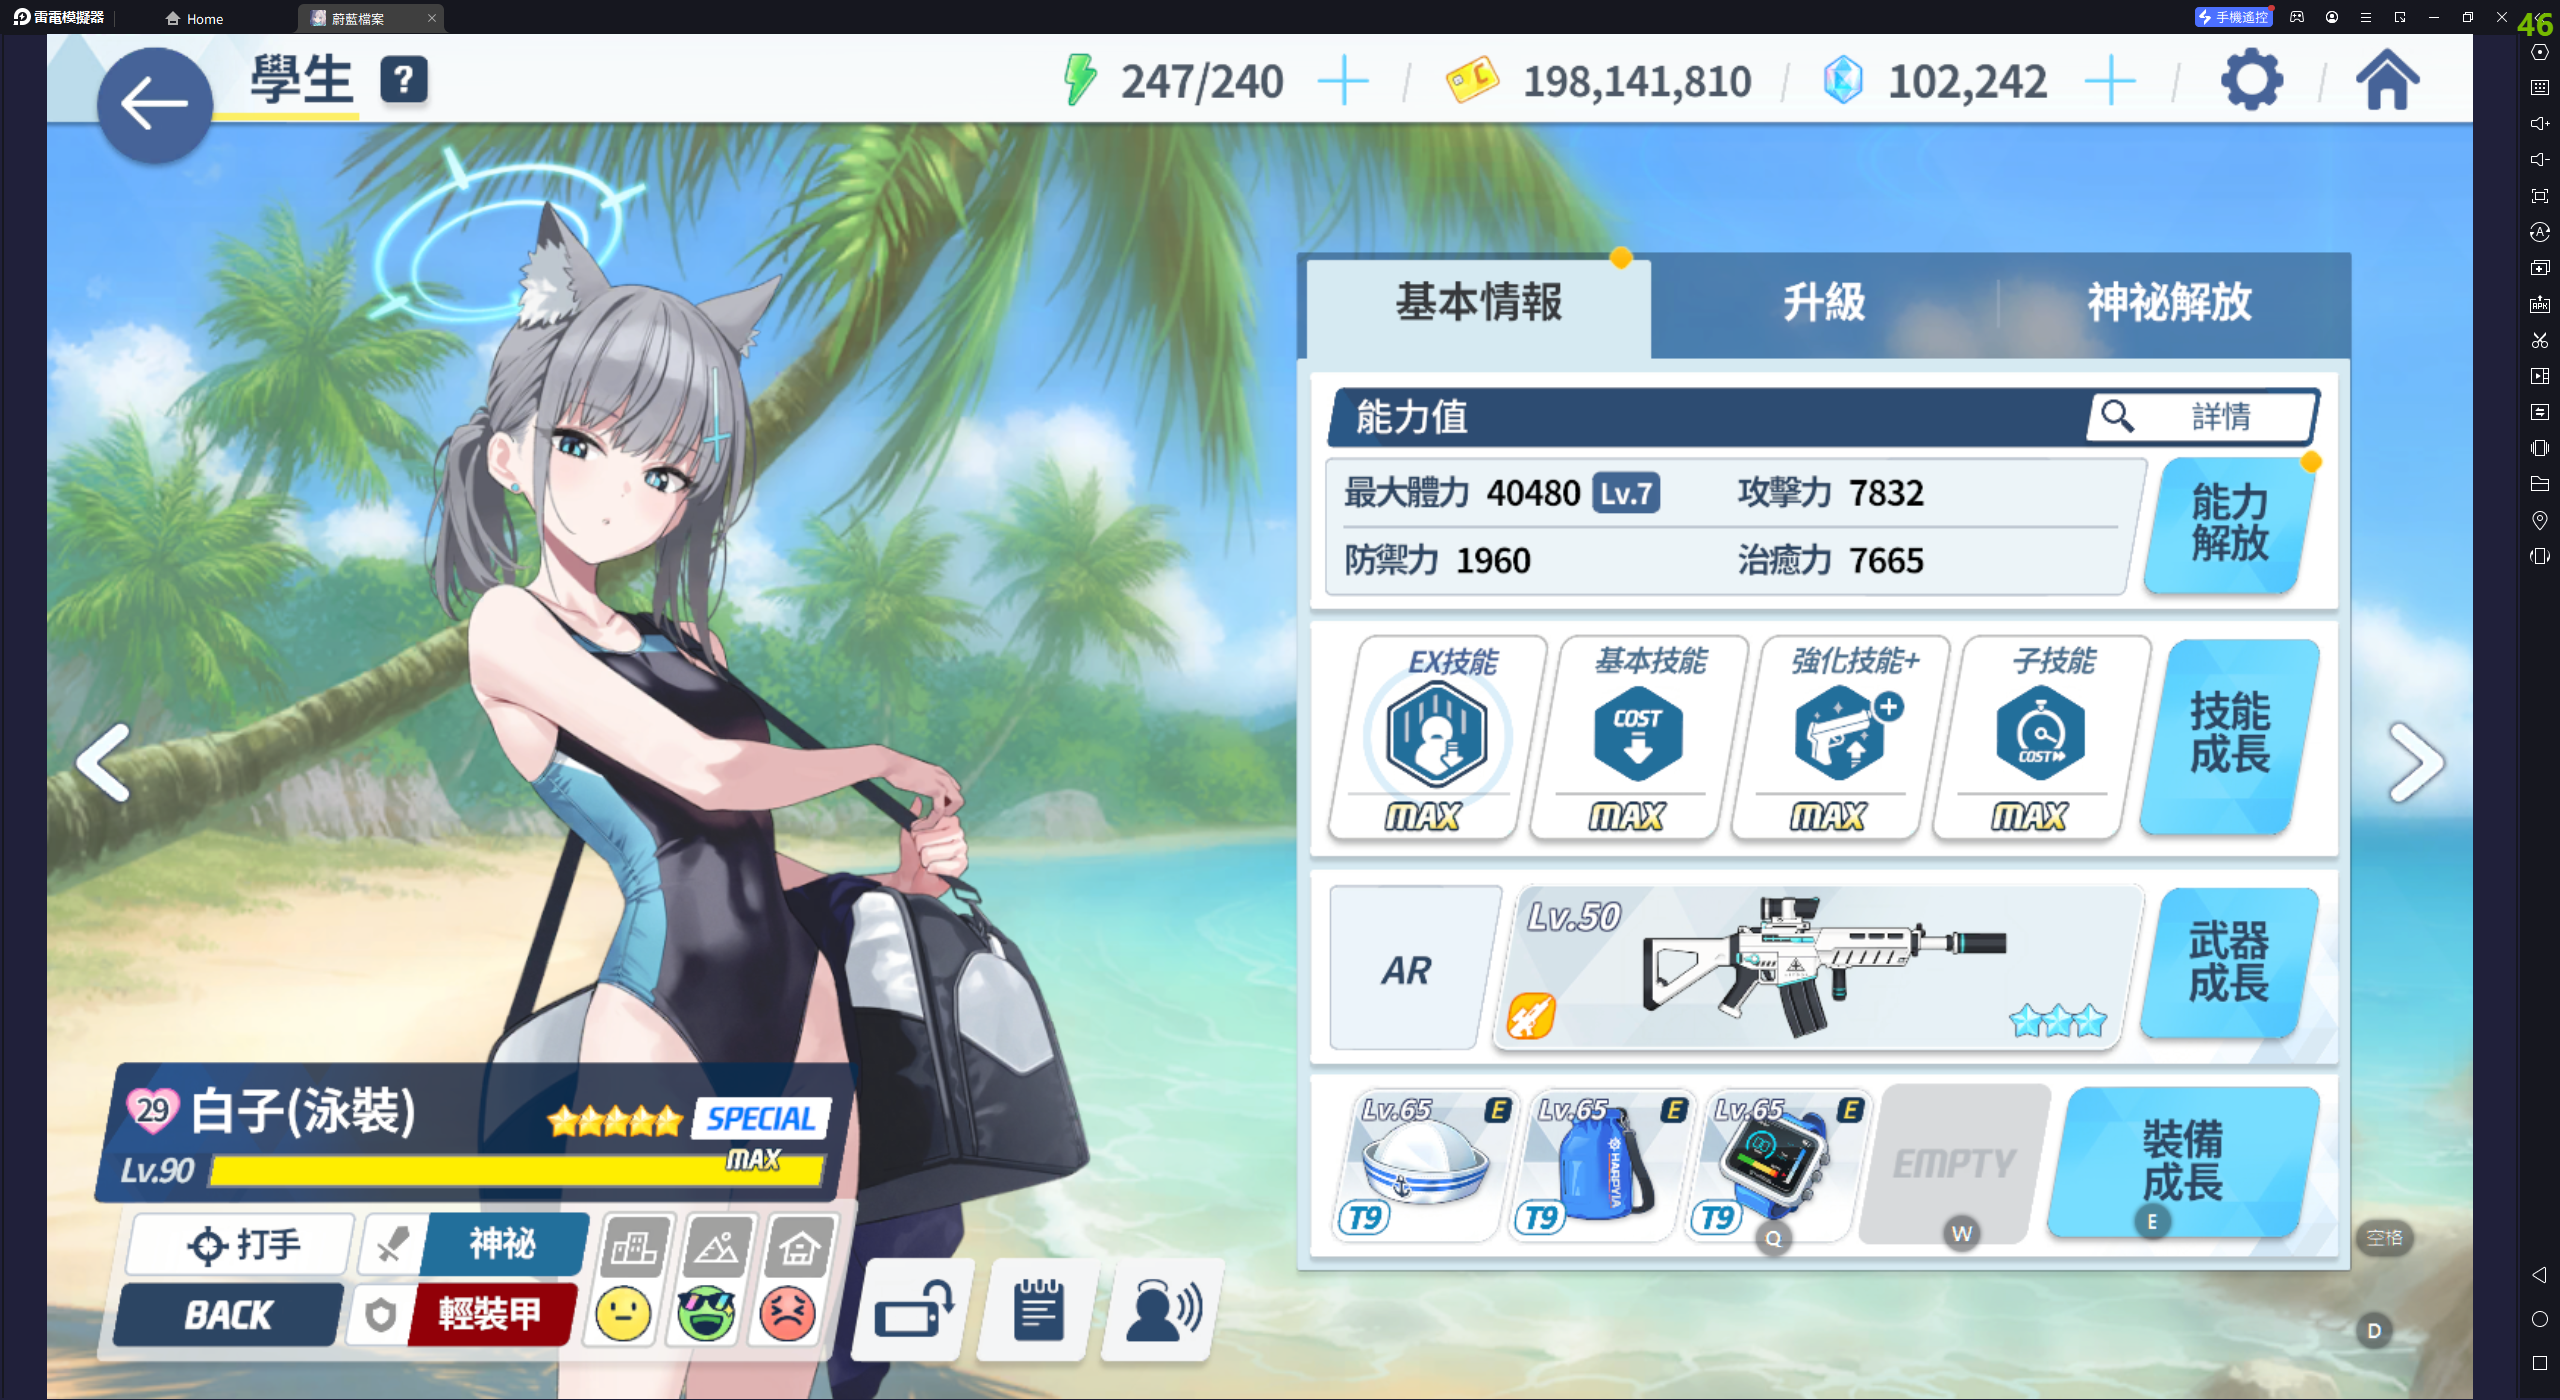 雷電模擬器
Home
蔚藍檔案
手機遙控
46
學生
?
247/240
198,141,810
102,242
基本情報
升級
神祕解放
能力值
詳情
最大體力 40480 Lv.7
攻擊力 7832
防禦力 1960
治癒力 7665
能力
解放
EX技能
基本技能
強化技能+
子技能
COST
COST
MAX
MAX
MAX
MAX
技能
成長
AR
Lv.50
武器
成長
Lv.65 E
Lv.65 E
Lv.65 E
HARPYIA
T9
T9
T9
EMPTY
裝備
成長
Q
W
E
空格
D
29 白子(泳裝)
SPECIAL
Lv.90
MAX
打手
神祕
BACK
輕裝甲